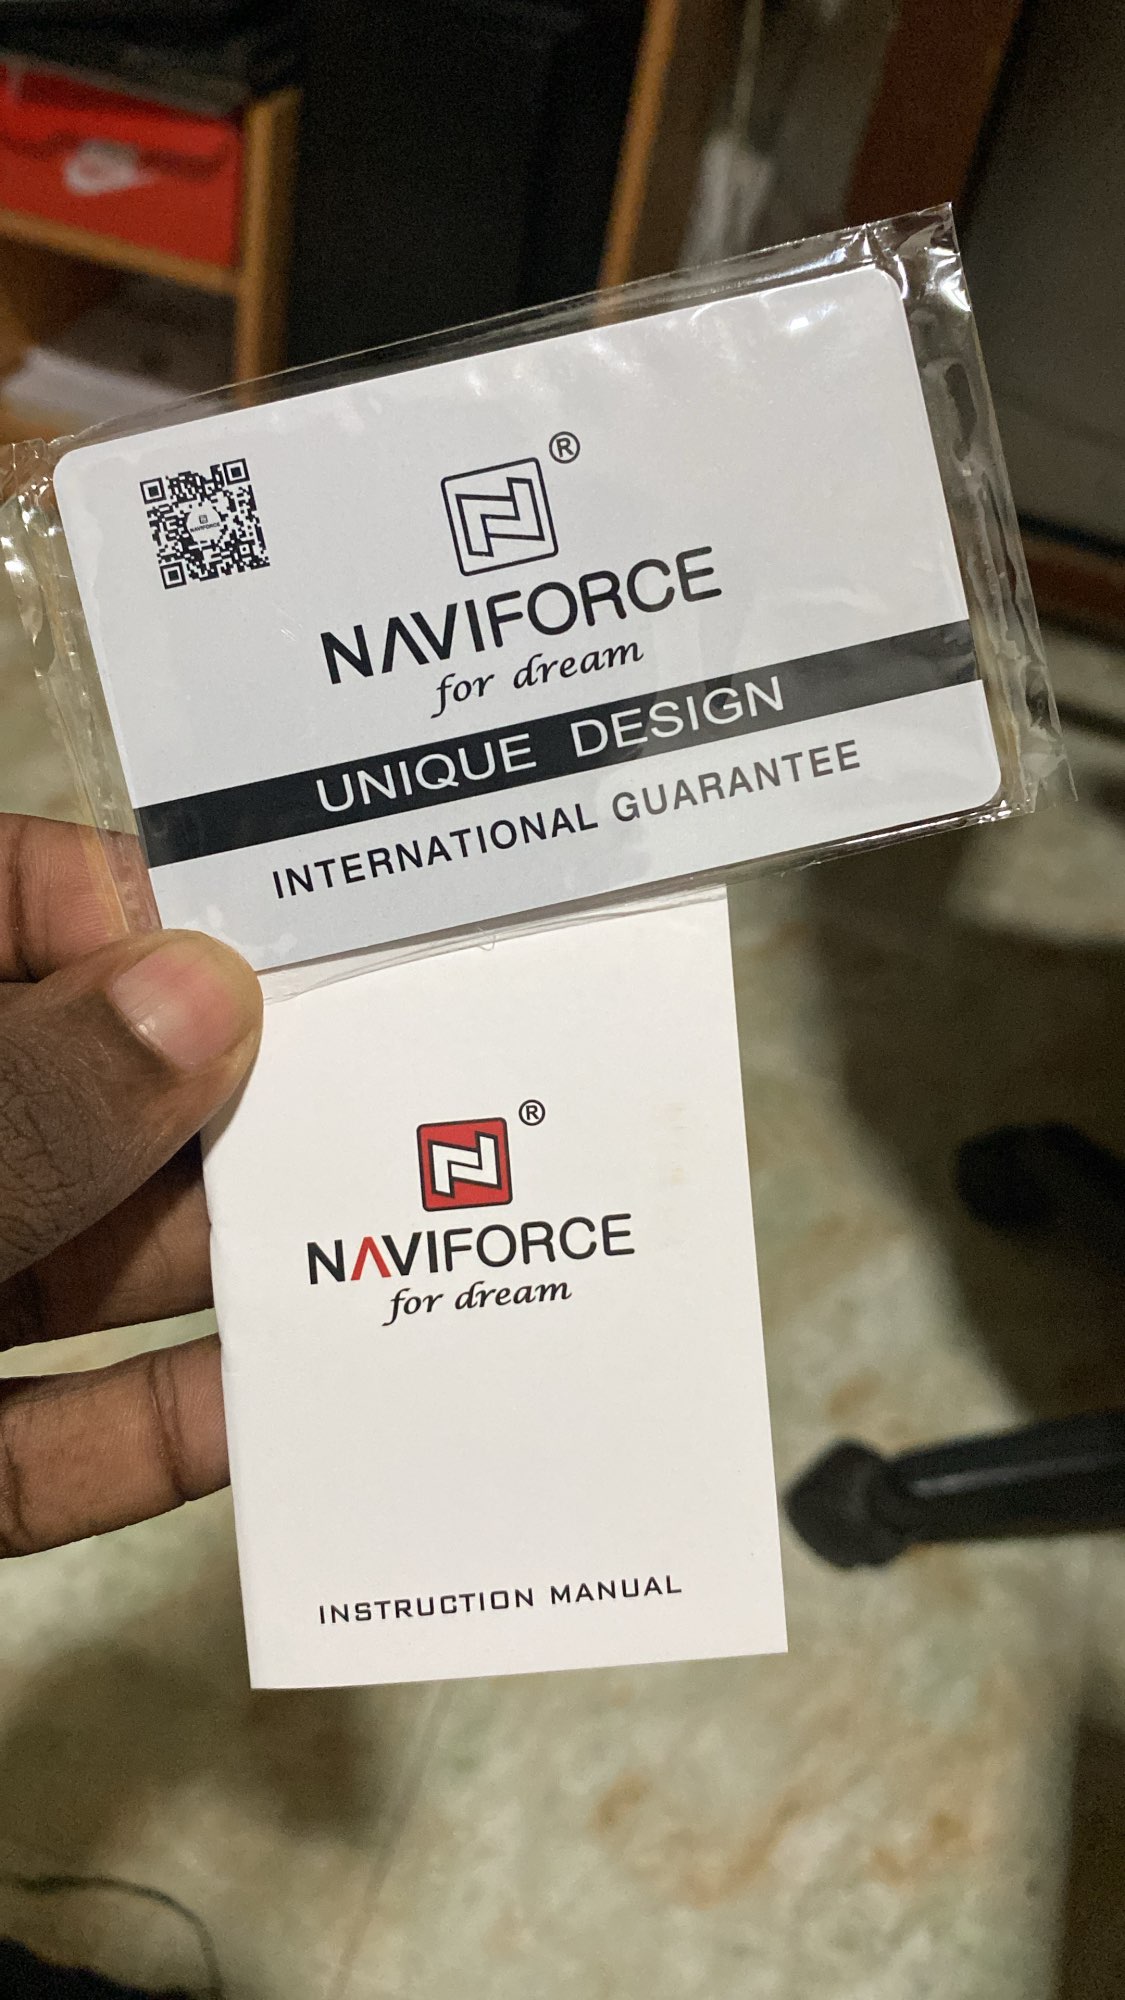 ®
NAVIFORCE
for dream
UNIQUE DESIGN
INTERNATIONAL GUARANTEE
®
NAVIFORCE
for dream
INSTRUCTION MANUAL